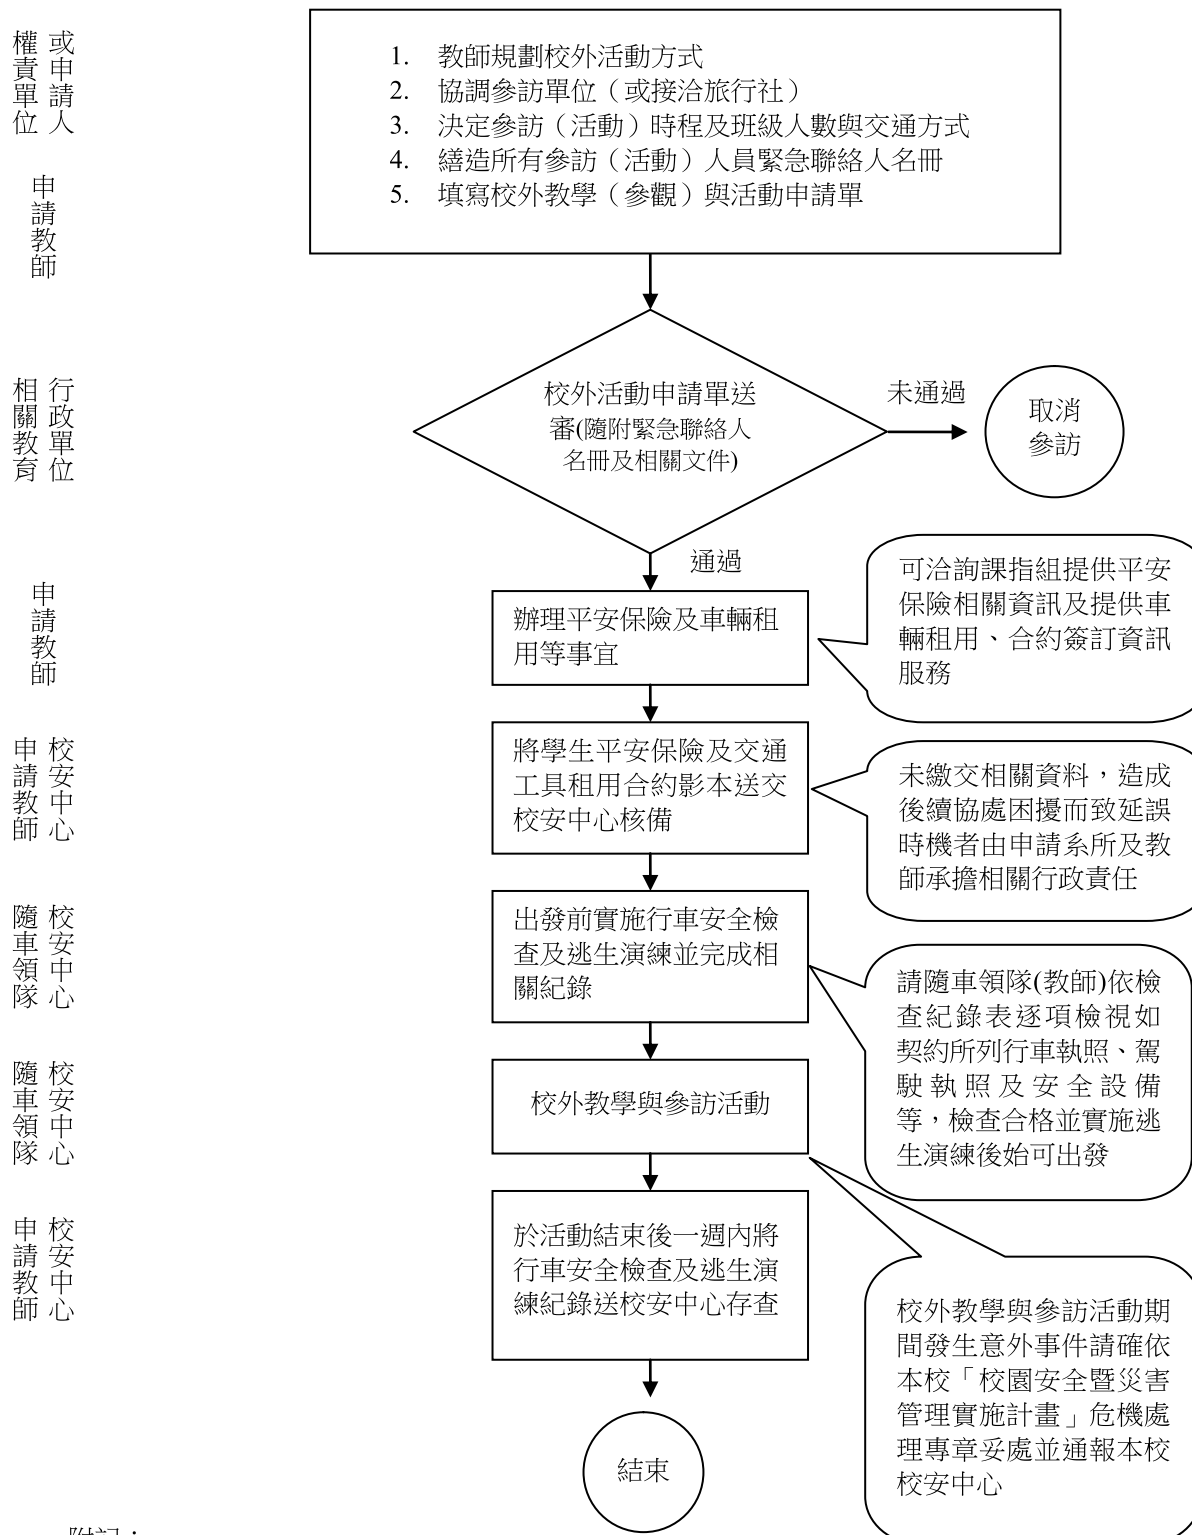 權責單位
或申請人
1. 教師規劃校外活動方式
2. 協調參訪單位（或接洽旅行社）
3. 決定參訪（活動）時程及班級人數與交通方式
4. 繕造所有參訪（活動）人員緊急聯絡人名冊
5. 填寫校外教學（參觀）與活動申請單
申請教師
相關教育
行政單位
校外活動申請單送
審(隨附緊急聯絡人
名冊及相關文件)
未通過
取消
參訪
通過
申請教師
辦理平安保險及車輛租
用等事宜
可洽詢課指組提供平安
保險相關資訊及提供車
輛租用、合約簽訂資訊
服務
申請教師
校安中心
將學生平安保險及交通
工具租用合約影本送交
校安中心核備
未繳交相關資料，造成
後續協處困擾而致延誤
時機者由申請系所及教
師承擔相關行政責任
隨車領隊
校安中心
出發前實施行車安全檢
查及逃生演練並完成相
關紀錄
請隨車領隊(教師)依檢
查紀錄表逐項檢視如
契約所列行車執照、駕
駛執照及安全設備
等，檢查合格並實施逃
生演練後始可出發
隨車領隊
校安中心
校外教學與參訪活動
申請教師
校安中心
於活動結束後一週內將
行車安全檢查及逃生演
練紀錄送校安中心存查
校外教學與參訪活動期
間發生意外事件請確依
本校「校園安全暨災害
管理實施計畫」危機處
理專章妥處並通報本校
校安中心
結束
附記：